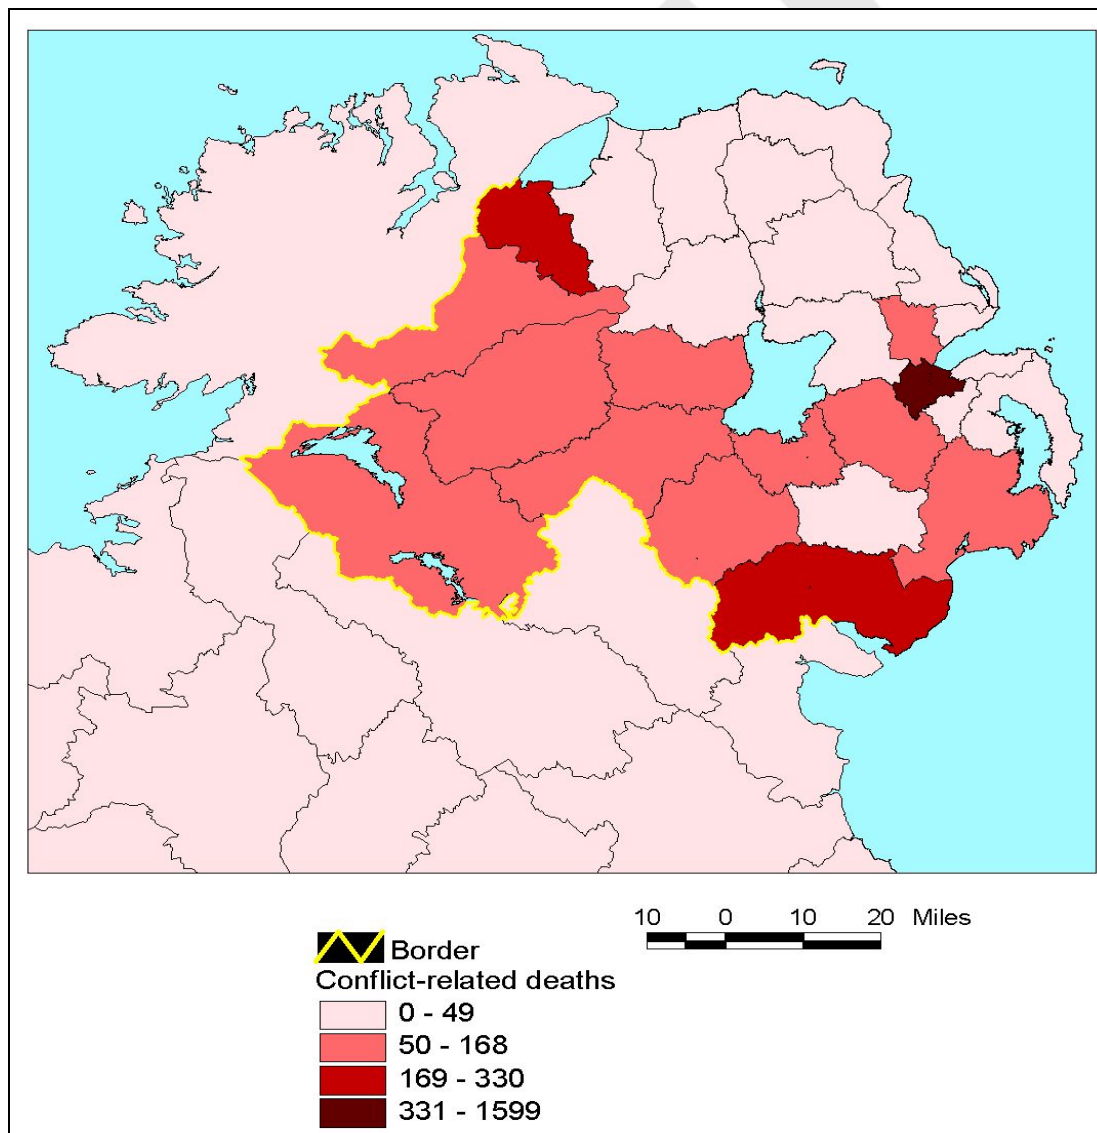 10 0 10 20 Miles
Border
Conflict-related deaths
0 - 49
50 - 168
169 - 330
331 - 1599